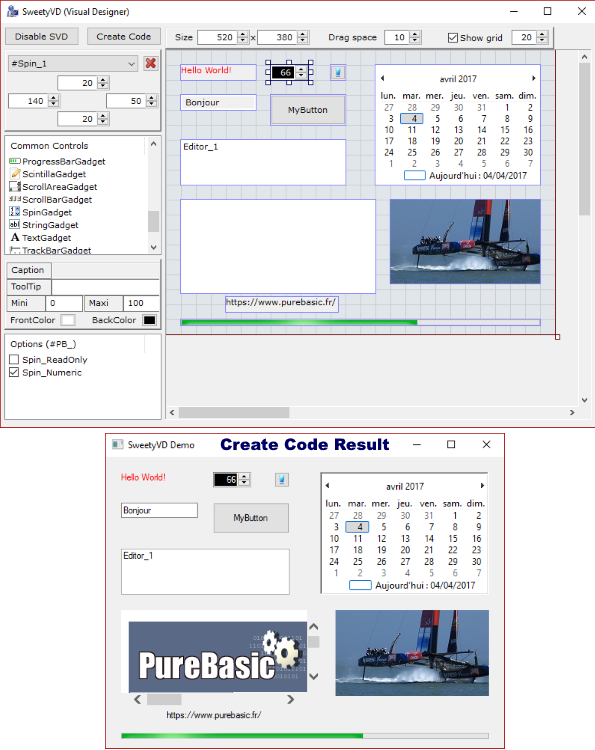 SweetyVD (Visual Designer)
Disable SVD Create Code Size 520 x 380 Drag space 10 Show grid 20
#Spin_1
20
140 50
20
Common Controls
ProgressBarGadget
ScintillaGadget
ScrollAreaGadget
ScrollBarGadget
SpinGadget
StringGadget
TextGadget
TrackBarGadget
Caption
ToolTip
Mini 0 Maxi 100
FrontColor BackColor
Options (#PB_)
Spin_ReadOnly
Spin_Numeric
Hello World! 66
Bonjour MyButton
Editor_1
avril 2017
lun. mar. mer. jeu. ven. sam. dim.
27 28 29 30 31 1 2
3 4 5 6 7 8 9
10 11 12 13 14 15 16
17 18 19 20 21 22 23
24 25 26 27 28 29 30
1 2 3 4 5 6 7
Aujourd'hui : 04/04/2017
https://www.purebasic.fr/
SweetyVD Demo Create Code Result
Hello World! 66
Bonjour MyButton
Editor_1
avril 2017
lun. mar. mer. jeu. ven. sam. dim.
27 28 29 30 31 1 2
3 4 5 6 7 8 9
10 11 12 13 14 15 16
17 18 19 20 21 22 23
24 25 26 27 28 29 30
1 2 3 4 5 6 7
Aujourd'hui : 04/04/2017
PureBasic
https://www.purebasic.fr/